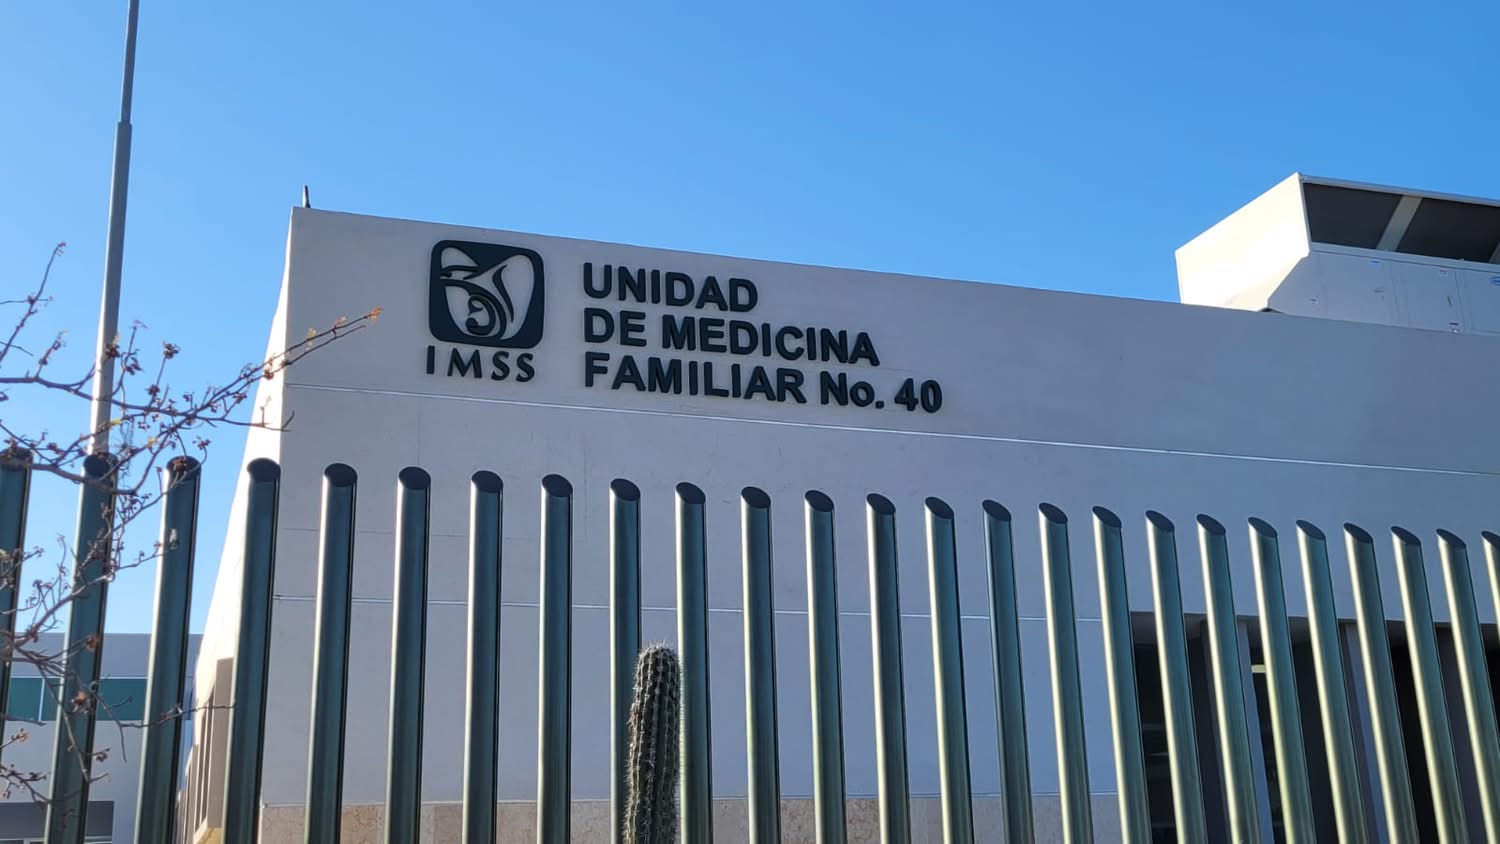 IMSS
UNIDAD
DE MEDICINA
FAMILIAR No. 40